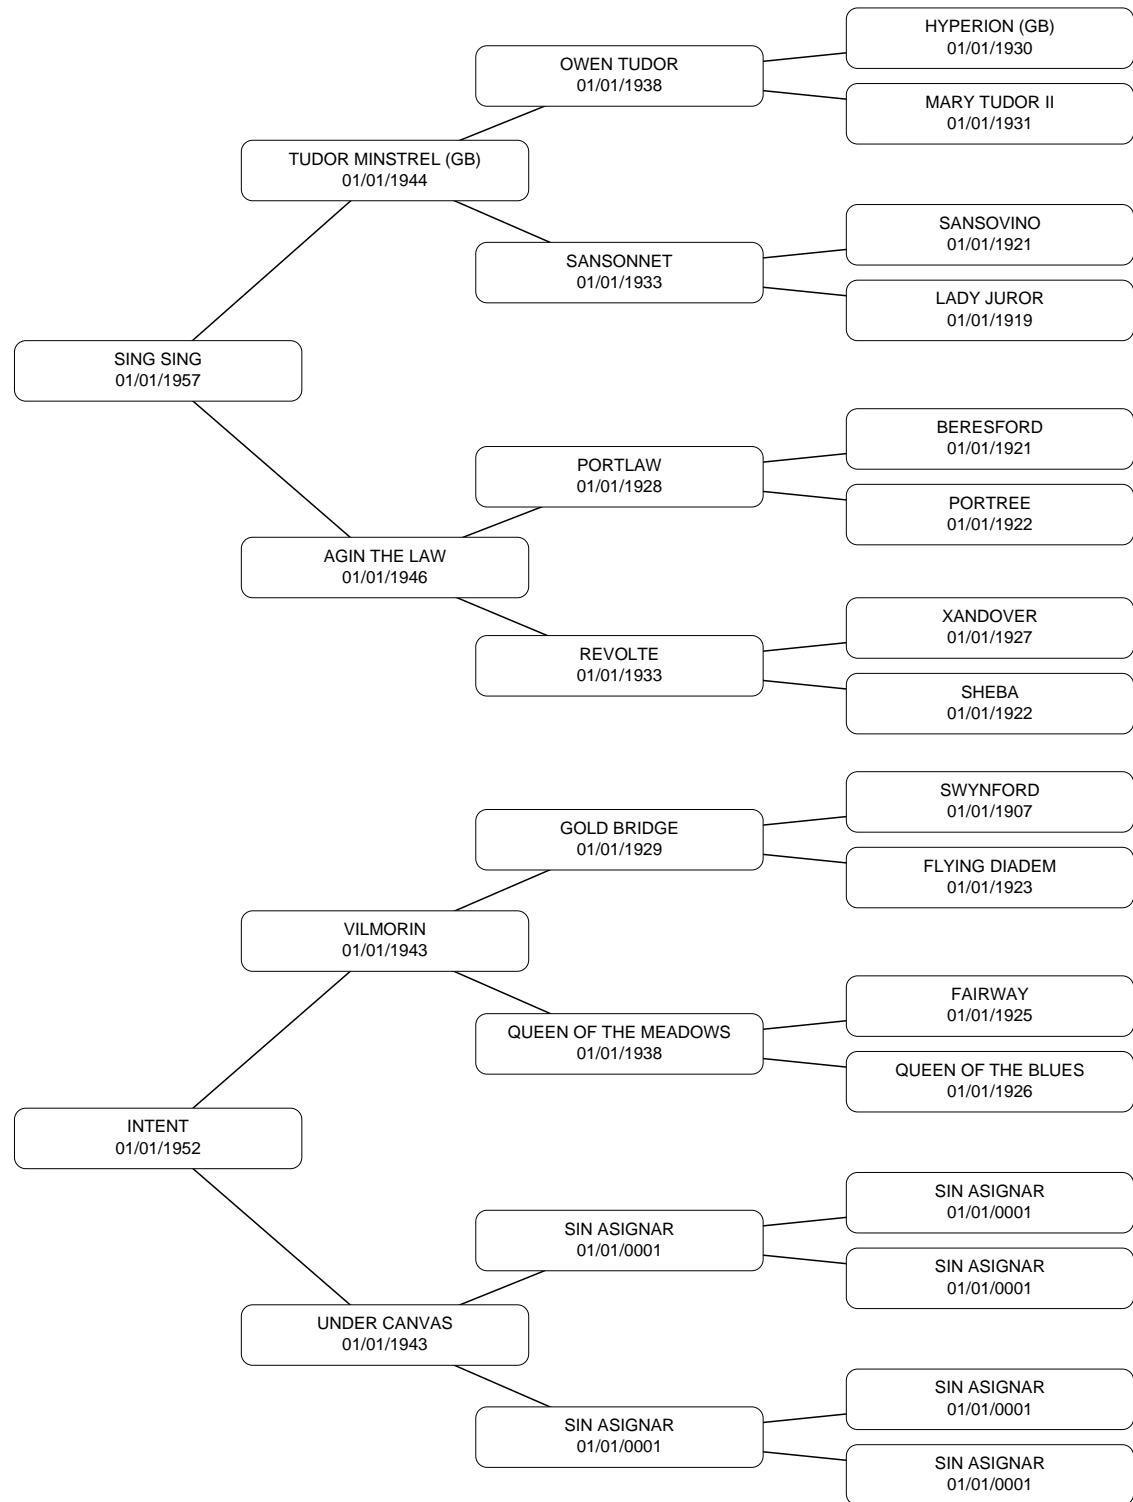 HYPERION (GB)
01/01/1930
OWEN TUDOR
01/01/1938
MARY TUDOR II
01/01/1931
TUDOR MINSTREL (GB)
01/01/1944
SANSOVINO
01/01/1921
SANSONNET
01/01/1933
LADY JUROR
01/01/1919
SING SING
01/01/1957
BERESFORD
01/01/1921
PORTLAW
01/01/1928
PORTREE
01/01/1922
AGIN THE LAW
01/01/1946
XANDOVER
01/01/1927
REVOLTE
01/01/1933
SHEBA
01/01/1922
SWYNFORD
01/01/1907
GOLD BRIDGE
01/01/1929
FLYING DIADEM
01/01/1923
VILMORIN
01/01/1943
FAIRWAY
01/01/1925
QUEEN OF THE MEADOWS
01/01/1938
QUEEN OF THE BLUES
01/01/1926
INTENT
01/01/1952
SIN ASIGNAR
01/01/0001
SIN ASIGNAR
01/01/0001
SIN ASIGNAR
01/01/0001
UNDER CANVAS
01/01/1943
SIN ASIGNAR
01/01/0001
SIN ASIGNAR
01/01/0001
SIN ASIGNAR
01/01/0001